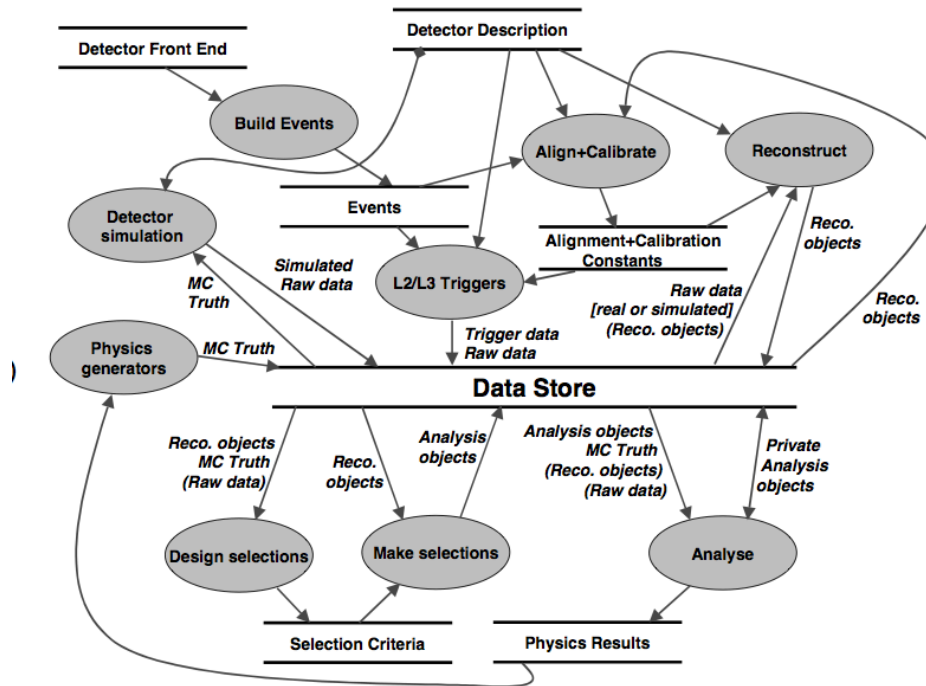 Detector Front End
Detector Description
Build Events
Align+Calibrate
Reconstruct
Events
Detector
simulation
Alignment+Calibration
Constants
Reco.
objects
Simulated
Raw data
L2/L3 Triggers
MC
Truth
Raw data
[real or simulated]
(Reco. objects)
Reco.
objects
Trigger data
Raw data
Physics
generators
MC Truth
)
Data Store
Reco. objects
MC Truth
(Raw data)
Reco.
objects
Analysis
objects
Analysis objects
MC Truth
(Reco. objects)
(Raw data)
Private
Analysis
objects
Design selections
Make selections
Analyse
Selection Criteria
Physics Results